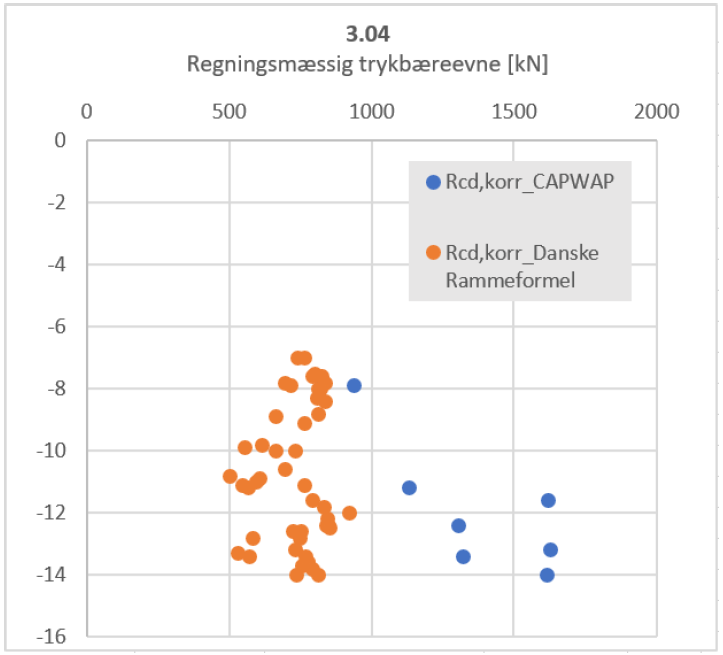 3.04
Regningsmæssig trykbæreevne [kN]
0 500 1000 1500 2000
0
Rcd,korr_CAPWAP
-2
Rcd,korr_Danske
Rammeformel
-4
-6
-8
-10
-12
-14
-16